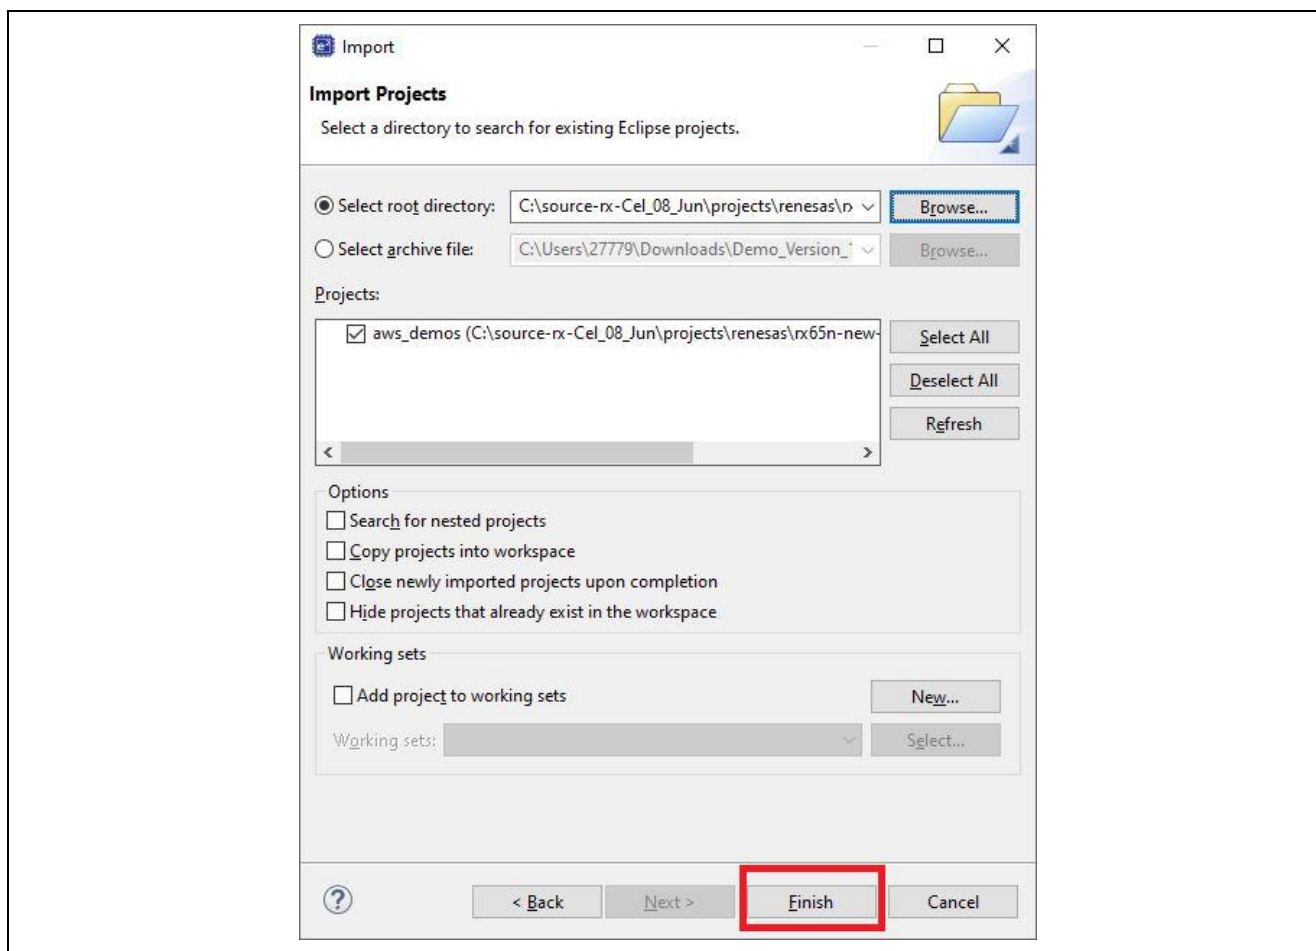 Import
Import Projects
Select a directory to search for existing Eclipse projects.
Select root directory: C:\source-rx-Cel_08_Jun\projects\renesas\r Browse...
Select archive file: C:\Users\27779\Downloads\Demo_Version_ Browse...
Projects:
aws_demos (C:\source-rx-Cel_08_Jun\projects\renesas\rx65n-new-
Select All
Deselect All
Refresh
Options
Search for nested projects
Copy projects into workspace
Close newly imported projects upon completion
Hide projects that already exist in the workspace
Working sets
Add project to working sets New...
Working sets: Select...
? < Back Next > Finish Cancel